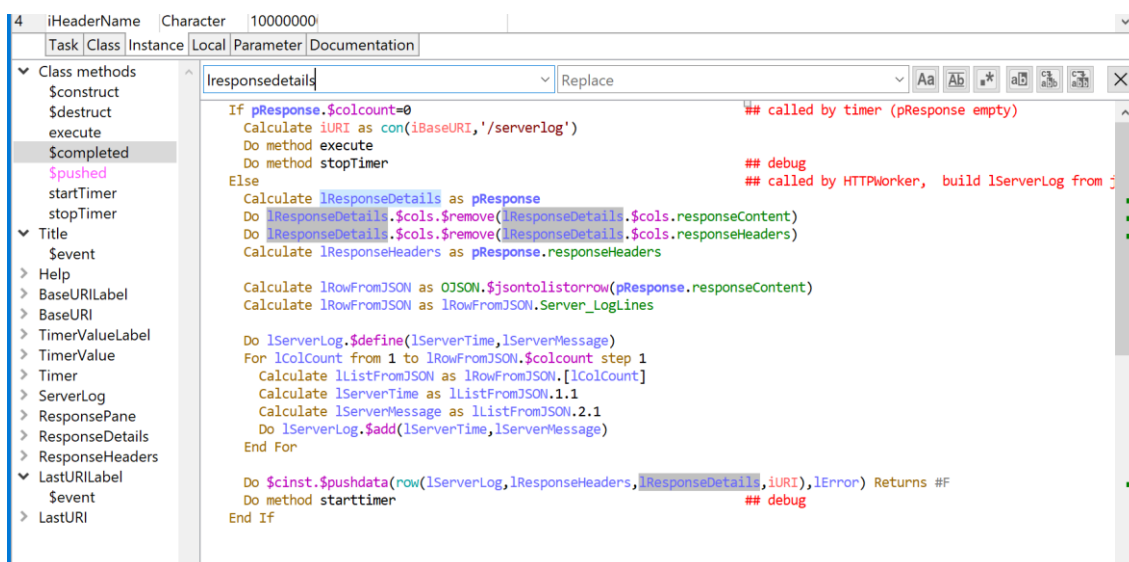 4 iHeaderName Character 10000000
Task Class Instance Local Parameter Documentation
Class methods
$construct
$destruct
execute
$completed
$pushed
startTimer
stopTimer
Title
$event
Help
BaseURILabel
BaseURI
TimerValueLabel
TimerValue
Timer
ServerLog
ResponsePane
ResponseDetails
ResponseHeaders
LastURILabel
$event
LastURI
lresponsedetails Replace Aa Ab .*
If pResponse.$colcount=0 ## called by timer (pResponse empty)
Calculate iURI as con(iBaseURI,'/serverlog')
Do method execute
Do method stopTimer ## debug
Else ## called by HTTPWorker, build lServerLog from j
Calculate lResponseDetails as pResponse
Do lResponseDetails.$cols.$remove(lResponseDetails.$cols.responseContent)
Do lResponseDetails.$cols.$remove(lResponseDetails.$cols.responseHeaders)
Calculate lResponseHeaders as pResponse.responseHeaders
Calculate lRowFromJSON as OJSON.$jsontolistorrow(pResponse.responseContent)
Calculate lRowFromJSON as lRowFromJSON.Server_LogLines
Do lServerLog.$define(lServerTime,lServerMessage)
For lColCount from 1 to lRowFromJSON.$colcount step 1
Calculate lListFromJSON as lRowFromJSON.[lColCount]
Calculate lServerTime as lListFromJSON.1.1
Calculate lServerMessage as lListFromJSON.2.1
Do lServerLog.$add(lServerTime,lServerMessage)
End For
Do $cinst.$pushdata(row(lServerLog,lResponseHeaders,lResponseDetails,iURI),lError) Returns #F
Do method starttimer ## debug
End If